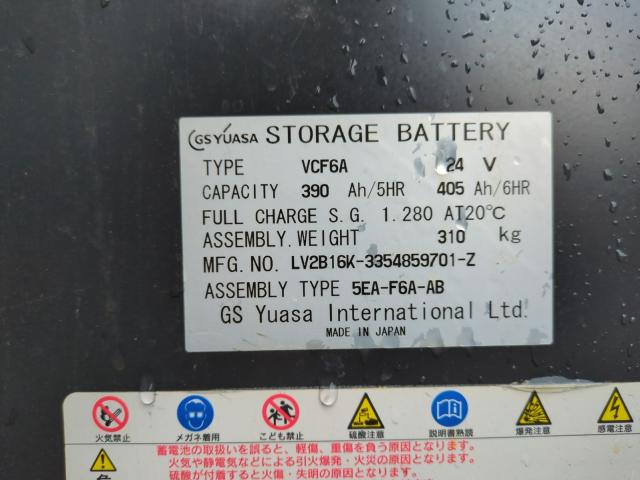 GS YUASA STORAGE BATTERY
TYPE VCF6A 24 V
CAPACITY 390 Ah/5HR 405 Ah/6HR
FULL CHARGE S.G. 1.280 AT20℃
ASSEMBLY.WEIGHT 310 kg
MFG.NO. LV2B16K-3354859701-Z
ASSEMBLY TYPE 5EA-F6A-AB
GS Yuasa International Ltd.
MADE IN JAPAN
火気禁止 メガネ着用 こども禁止 硫酸注意 説明書熟読 爆発注意 感電注意
蓄電池の取扱いを誤ると、軽傷、重傷を負う原因となります。
火気や静電気などによる引火爆発・火災の原因となります。
硫酸が付着すると火傷・失明の原因となります。